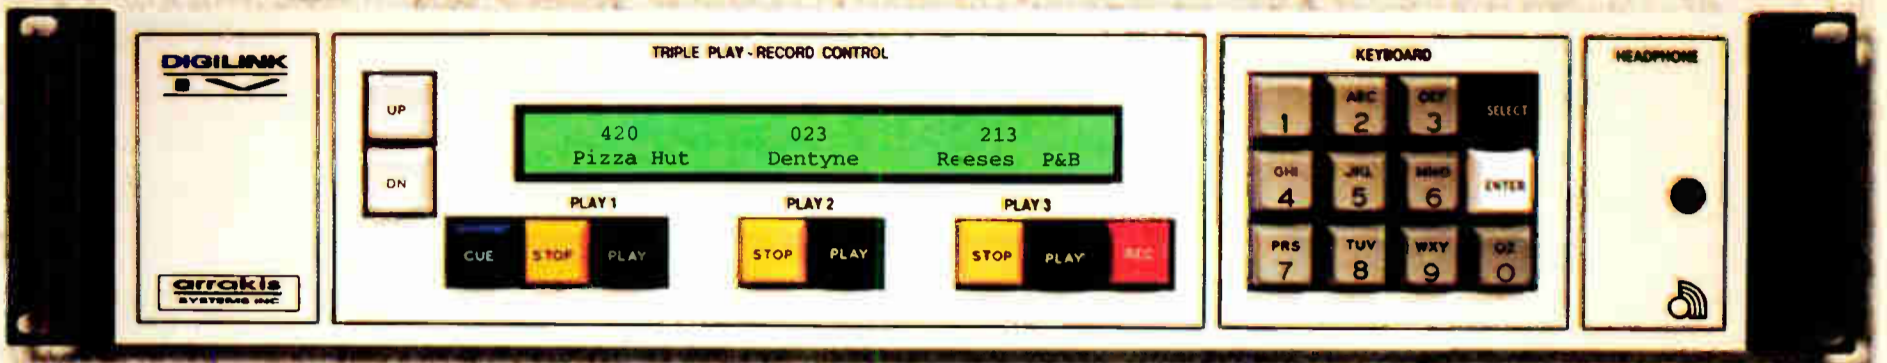 DIGILINK
IV
arrakis
SYSTEMS INC
TRIPLE PLAY - RECORD CONTROL
UP
DN
420 023 213
Pizza Hut Dentyne Reeses P&B
PLAY 1 PLAY 2 PLAY 3
CUE STOP PLAY STOP PLAY STOP PLAY REC
KEYBOARD
1 ABC 2 DEF 3 SELECT
GHI 4 JKL 5 MNO 6 ENTER
PRS 7 TUV 8 WXY 9 QZ 0
HEADPHONE